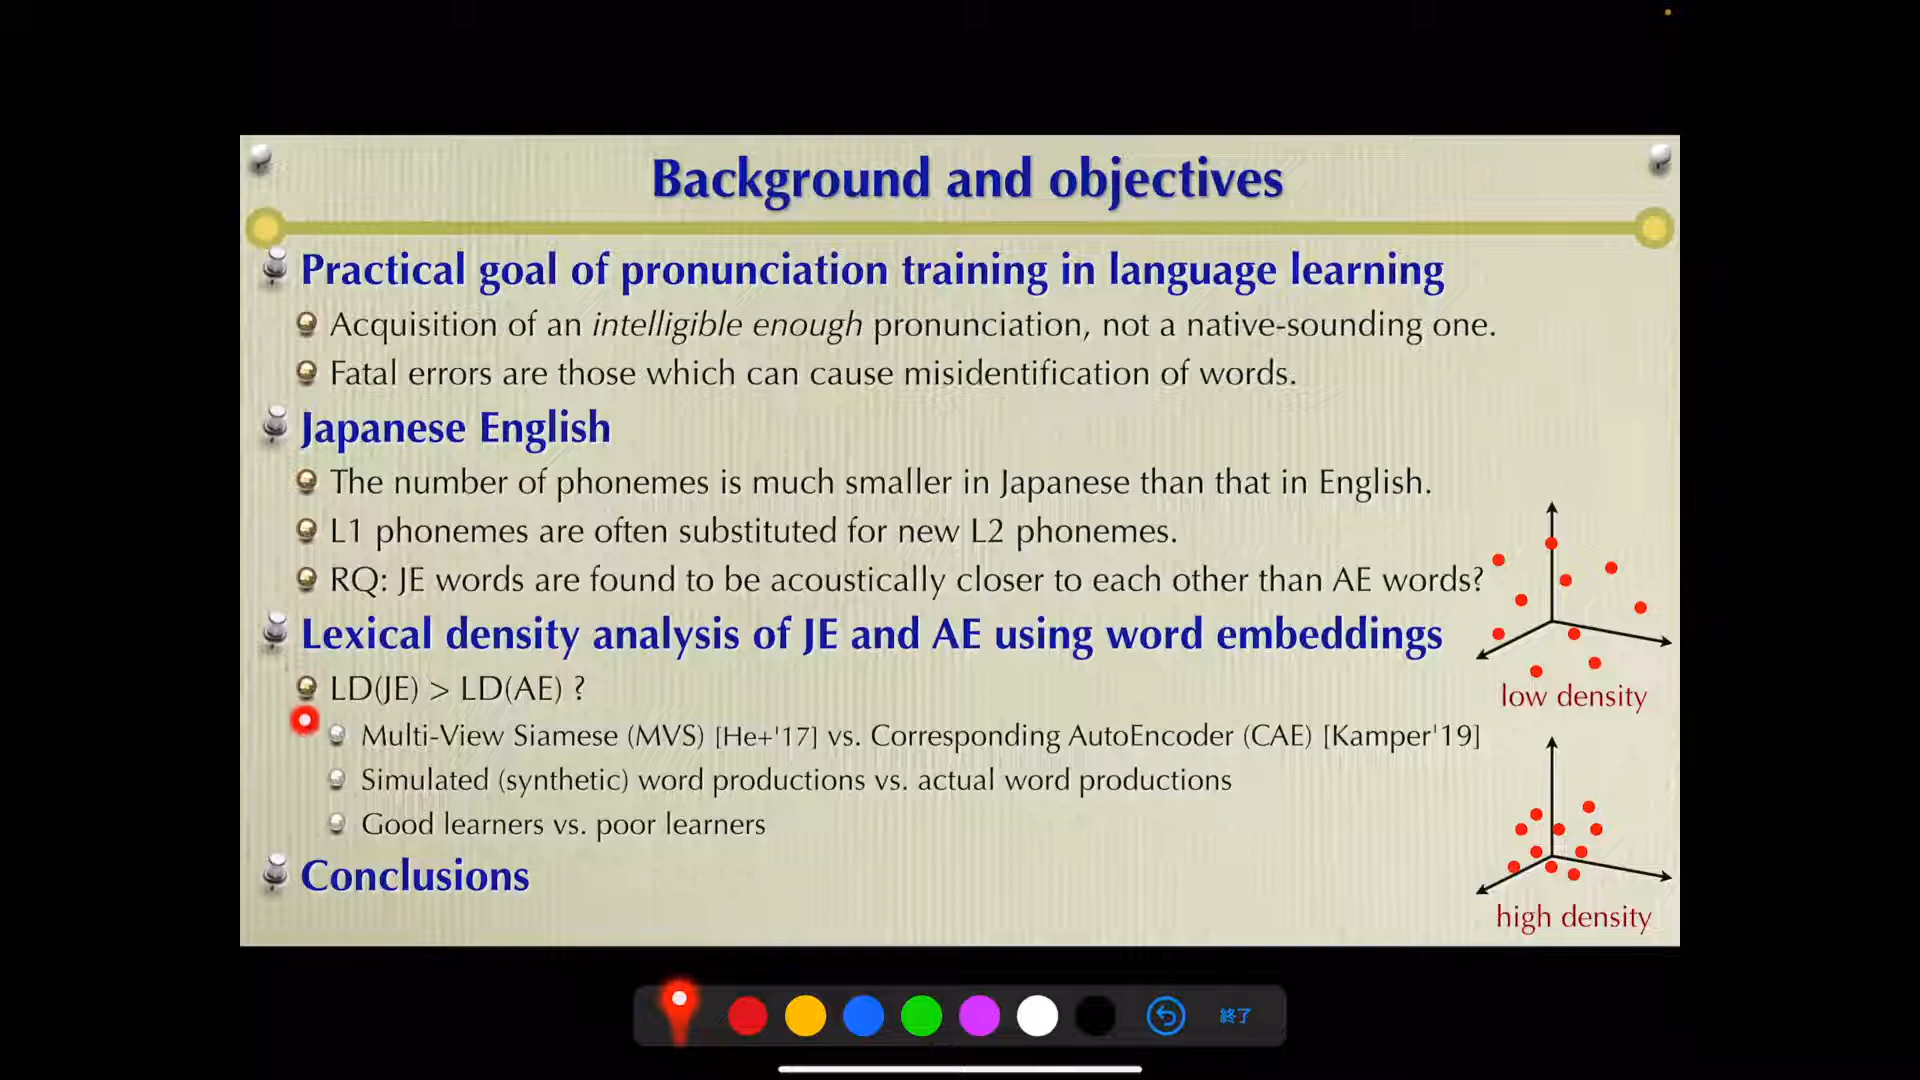 Background and objectives
Practical goal of pronunciation training in language learning
Acquisition of an intelligible enough pronunciation, not a native-sounding one.
Fatal errors are those which can cause misidentification of words.
Japanese English
The number of phonemes is much smaller in Japanese than that in English.
L1 phonemes are often substituted for new L2 phonemes.
RQ: JE words are found to be acoustically closer to each other than AE words?
Lexical density analysis of JE and AE using word embeddings
LD(JE) > LD(AE) ?
Multi-View Siamese (MVS) [He+'17] vs. Corresponding AutoEncoder (CAE) [Kamper'19]
Simulated (synthetic) word productions vs. actual word productions
Good learners vs. poor learners
Conclusions
low density
high density
終了